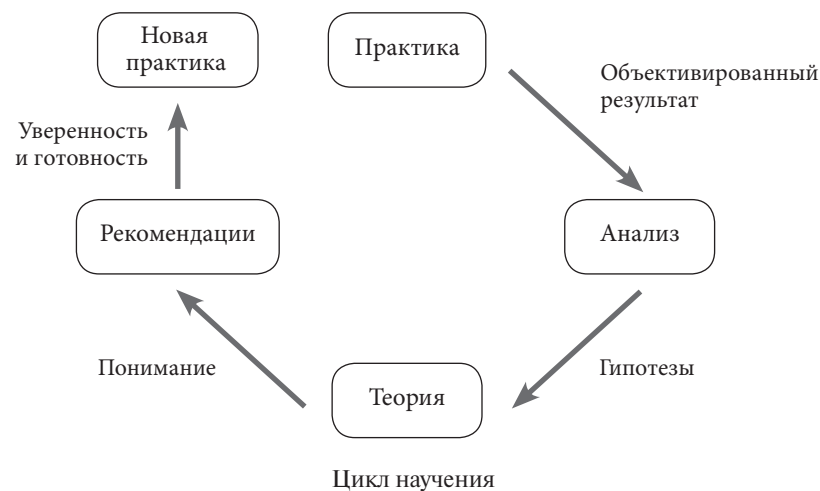 Новая
практика
Практика
Объективированный
результат
Уверенность
и готовность
Рекомендации
Анализ
Понимание
Гипотезы
Теория
Цикл научения